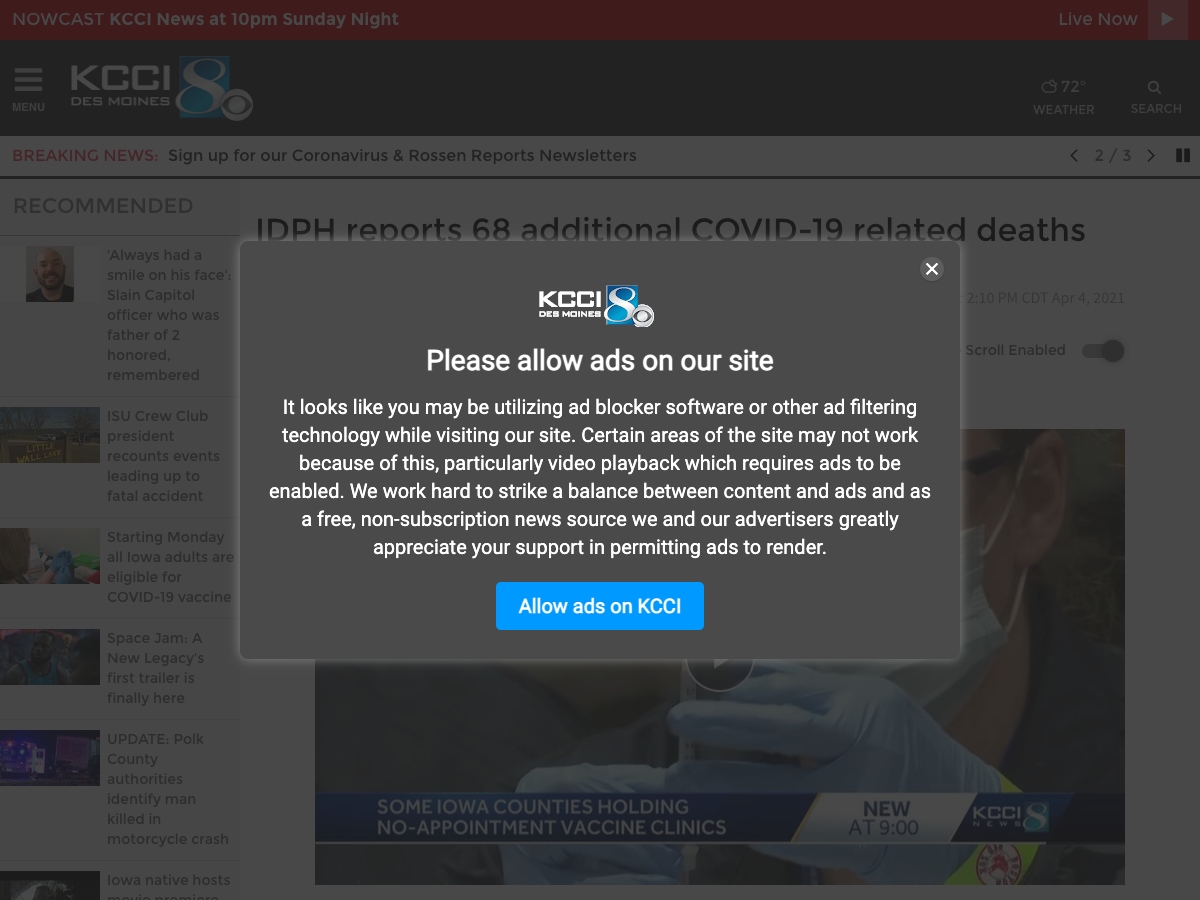 NOWCAST KCCI News at 10pm Sunday Night
Live Now
MENU
KCCI 8
DES MOINES
72°
WEATHER
SEARCH
BREAKING NEWS: Sign up for our Coronavirus & Rossen Reports Newsletters
2 / 3
RECOMMENDED
'Always had a
smile on his face':
Slain Capitol
officer who was
father of 2
honored,
remembered
ISU Crew Club
president
recounts events
leading up to
fatal accident
LITTLE
WALL LAKE
Starting Monday
all Iowa adults are
eligible for
COVID-19 vaccine
Space Jam: A
New Legacy's
first trailer is
finally here
UPDATE: Polk
County
authorities
identify man
killed in
motorcycle crash
Iowa native hosts
movie premiere
IDPH reports 68 additional COVID-19 related deaths
2:10 PM CDT Apr 4, 2021
Scroll Enabled
KCCI 8
DES MOINES
Please allow ads on our site
It looks like you may be utilizing ad blocker software or other ad filtering
technology while visiting our site. Certain areas of the site may not work
because of this, particularly video playback which requires ads to be
enabled. We work hard to strike a balance between content and ads and as
a free, non-subscription news source we and our advertisers greatly
appreciate your support in permitting ads to render.
Allow ads on KCCI
SOME IOWA COUNTIES HOLDING
NO-APPOINTMENT VACCINE CLINICS
NEW
AT 9:00
KCCI 8
NEWS